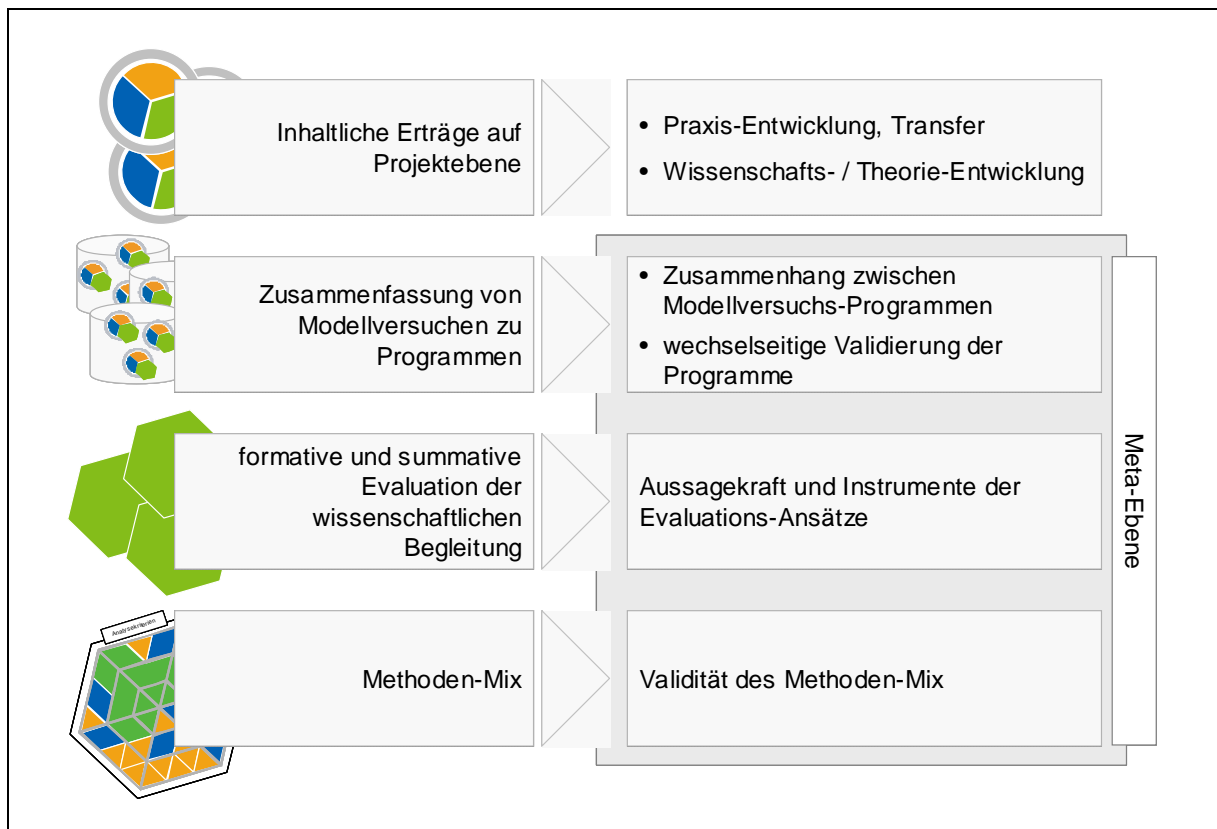 Inhaltliche Erträge auf
Projektebene
• Praxis-Entwicklung, Transfer
• Wissenschafts- / Theorie-Entwicklung
Zusammenfassung von
Modellversuchen zu
Programmen
• Zusammenhang zwischen
Modellversuchs-Programmen
• wechselseitige Validierung der
Programme
formative und summative
Evaluation der
wissenschaftlichen
Begleitung
Aussagekraft und Instrumente der
Evaluations-Ansätze
Analysekriterien
Methoden-Mix
Validität des Methoden-Mix
Meta-Ebene